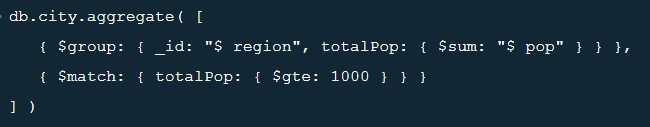 db.city.aggregate( [
{ $group: { _id: "$ region", totalPop: { $sum: "$ pop" } } },
{ $match: { totalPop: { $gte: 1000 } } }
] )